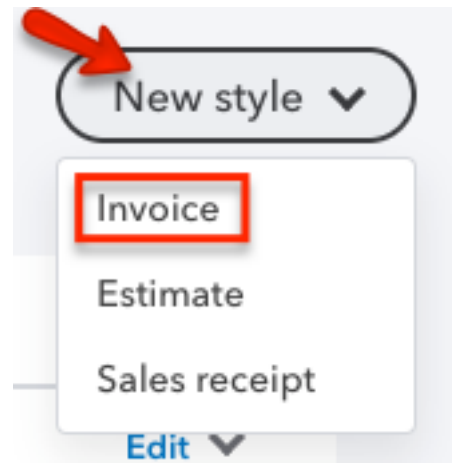 New style
Invoice
Estimate
Sales receipt
Edit